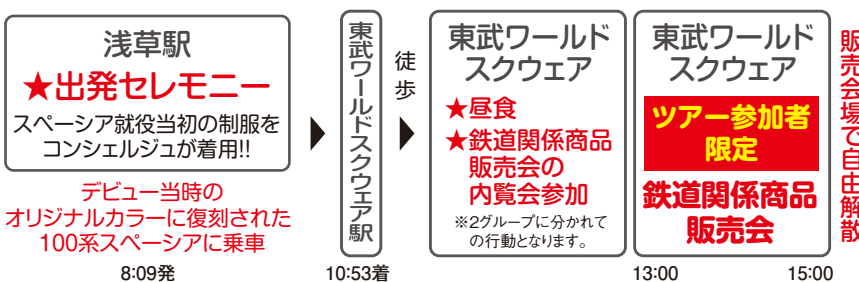 浅草駅
★出発セレモニー
スペーシア就役当初の制服を
コンシェルジュが着用!!
デビュー当時の
オリジナルカラーに復刻された
100系スペーシアに乗車
8:09発
東武ワールドスクウェア駅
10:53着
徒歩
東武ワールド
スクウェア
★昼食
★鉄道関係商品
販売会の
内覧会参加
※2グループに分かれて
の行動となります。
東武ワールド
スクウェア
ツアー参加者
限定
鉄道関係商品
販売会
13:00
15:00
販売会場で自由解散